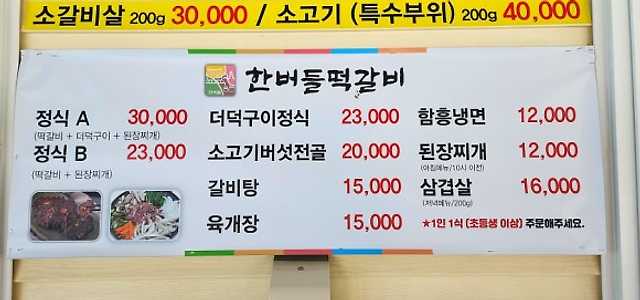 소갈비살 200g 30,000 / 소고기 (특수부위) 200g 40,000
한버들떡갈비
정식 A 30,000
(떡갈비 + 더덕구이 + 된장찌개)
정식 B 23,000
(떡갈비 + 된장찌개)
더덕구이정식 23,000
소고기버섯전골 20,000
갈비탕 15,000
육개장 15,000
함흥냉면 12,000
된장찌개 12,000
(아침메뉴/10시 이전)
삼겹살 16,000
(저녁메뉴/200g)
★1인 1식 (초등생 이상) 주문해주세요.